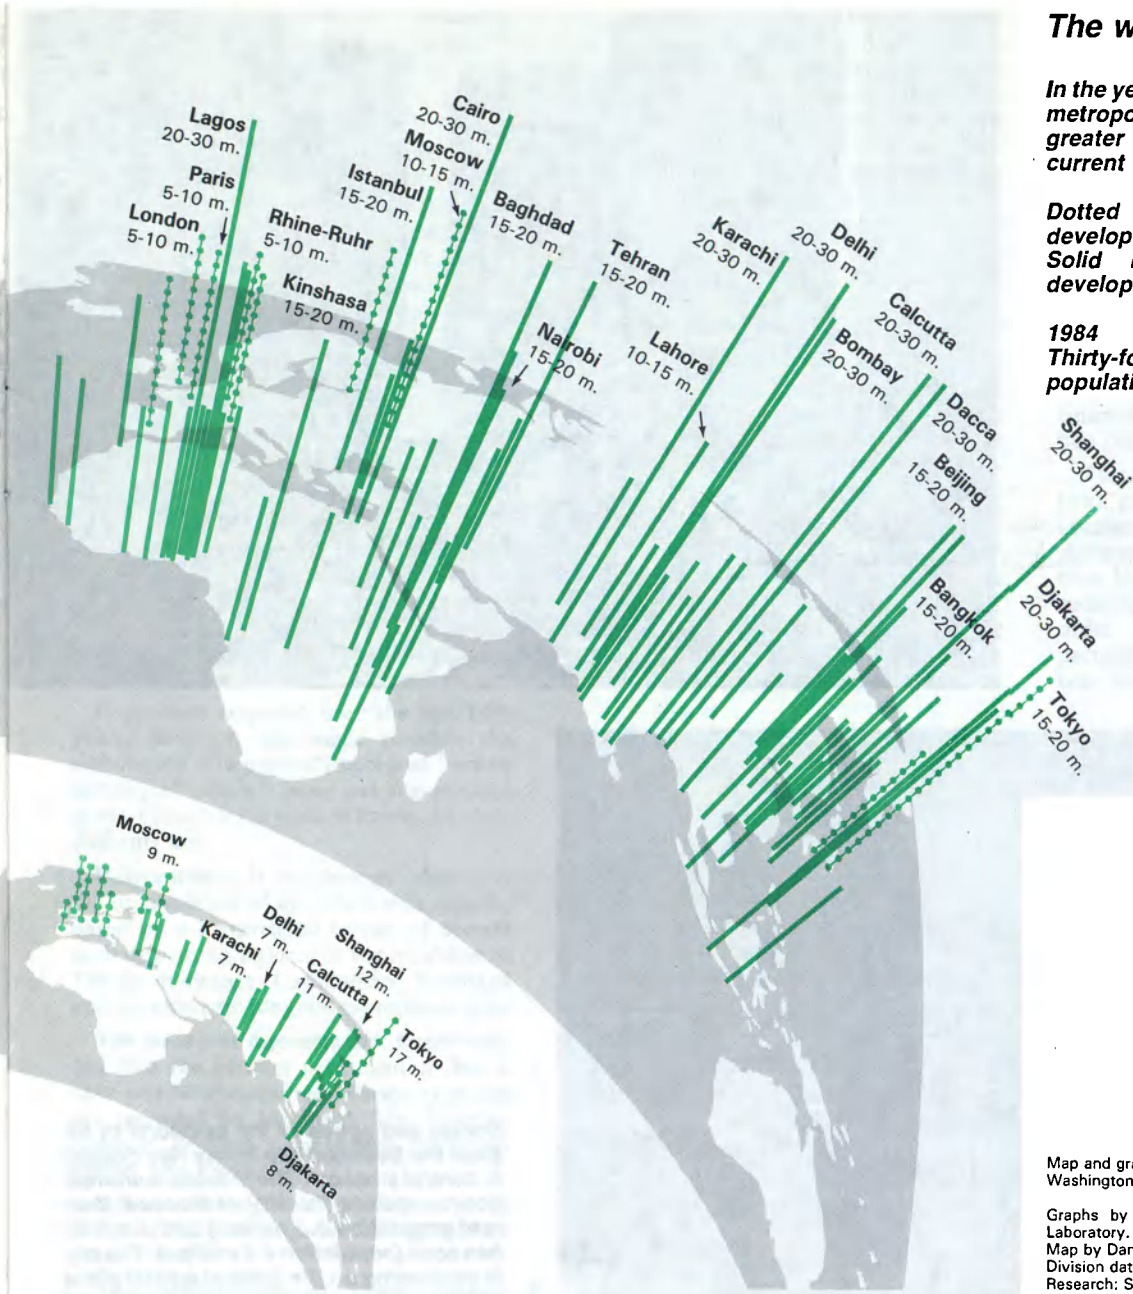 Lagos
20-30 m.
Paris
5-10 m.
London
5-10 m.
Rhine-Ruhr
5-10 m.
Kinshasa
15-20 m.
Istanbul
15-20 m.
Cairo
20-30 m.
Moscow
10-15 m.
Baghdad
15-20 m.
Tehran
15-20 m.
Nairobi
15-20 m.
Lahore
10-15 m.
Karachi
20-30 m.
Delhi
20-30 m.
Calcutta
20-30 m.
Bombay
20-30 m.
Dacca
20-30 m.
Beijing
15-20 m.
Shanghai
20-30 m.
Bangkok
15-20 m.
Djakarta
20-30 m.
Tokyo
15-20 m.
Moscow
9 m.
Karachi
7 m.
Delhi
7 m.
Calcutta
11 m.
Shanghai
12 m.
Tokyo
17 m.
Djakarta
8 m.
The w
In the ye
metropo
greater
current
Dotted
develop
Solid
develop
1984
Thirty-fo
populati
Map and gra
Washington
Graphs by
Laboratory.
Map by Dan
Division dat
Research: S